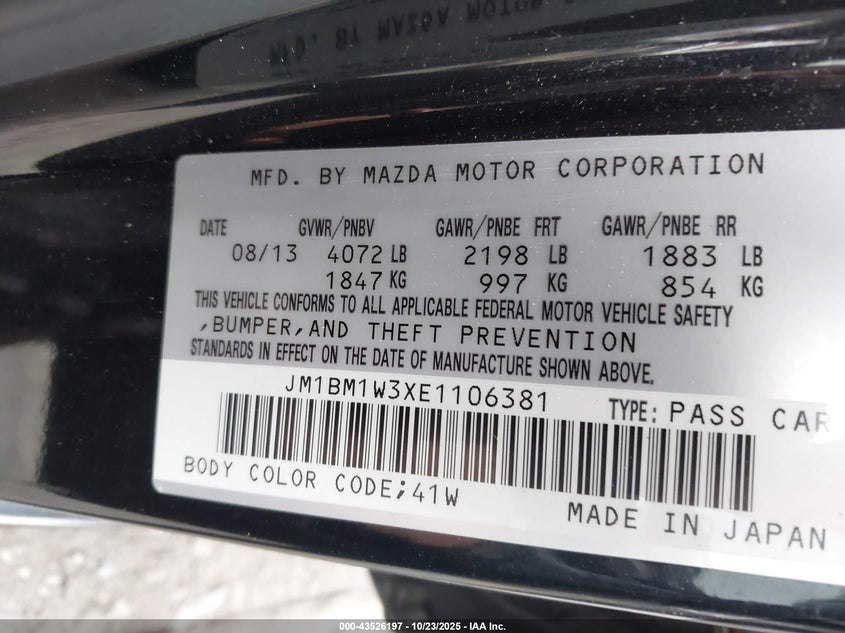 MFD. BY MAZDA MOTOR CORPORATION
DATE GVWR/PNBV GAWR/PNBE FRT GAWR/PNBE RR
08/13 4072 LB 2198 LB 1883 LB
1847 KG 997 KG 854 KG
THIS VEHICLE CONFORMS TO ALL APPLICABLE FEDERAL MOTOR VEHICLE SAFETY
,BUMPER,AND THEFT PREVENTION
STANDARDS IN EFFECT ON THE DATE OF MANUFACTURE SHOWN ABOVE.
JM1BM1W3XE1106381 TYPE: PASS CAR
BODY COLOR CODE;41W
MADE IN JAPAN
000-43526197 - 10/23/2025 - IAA Inc.